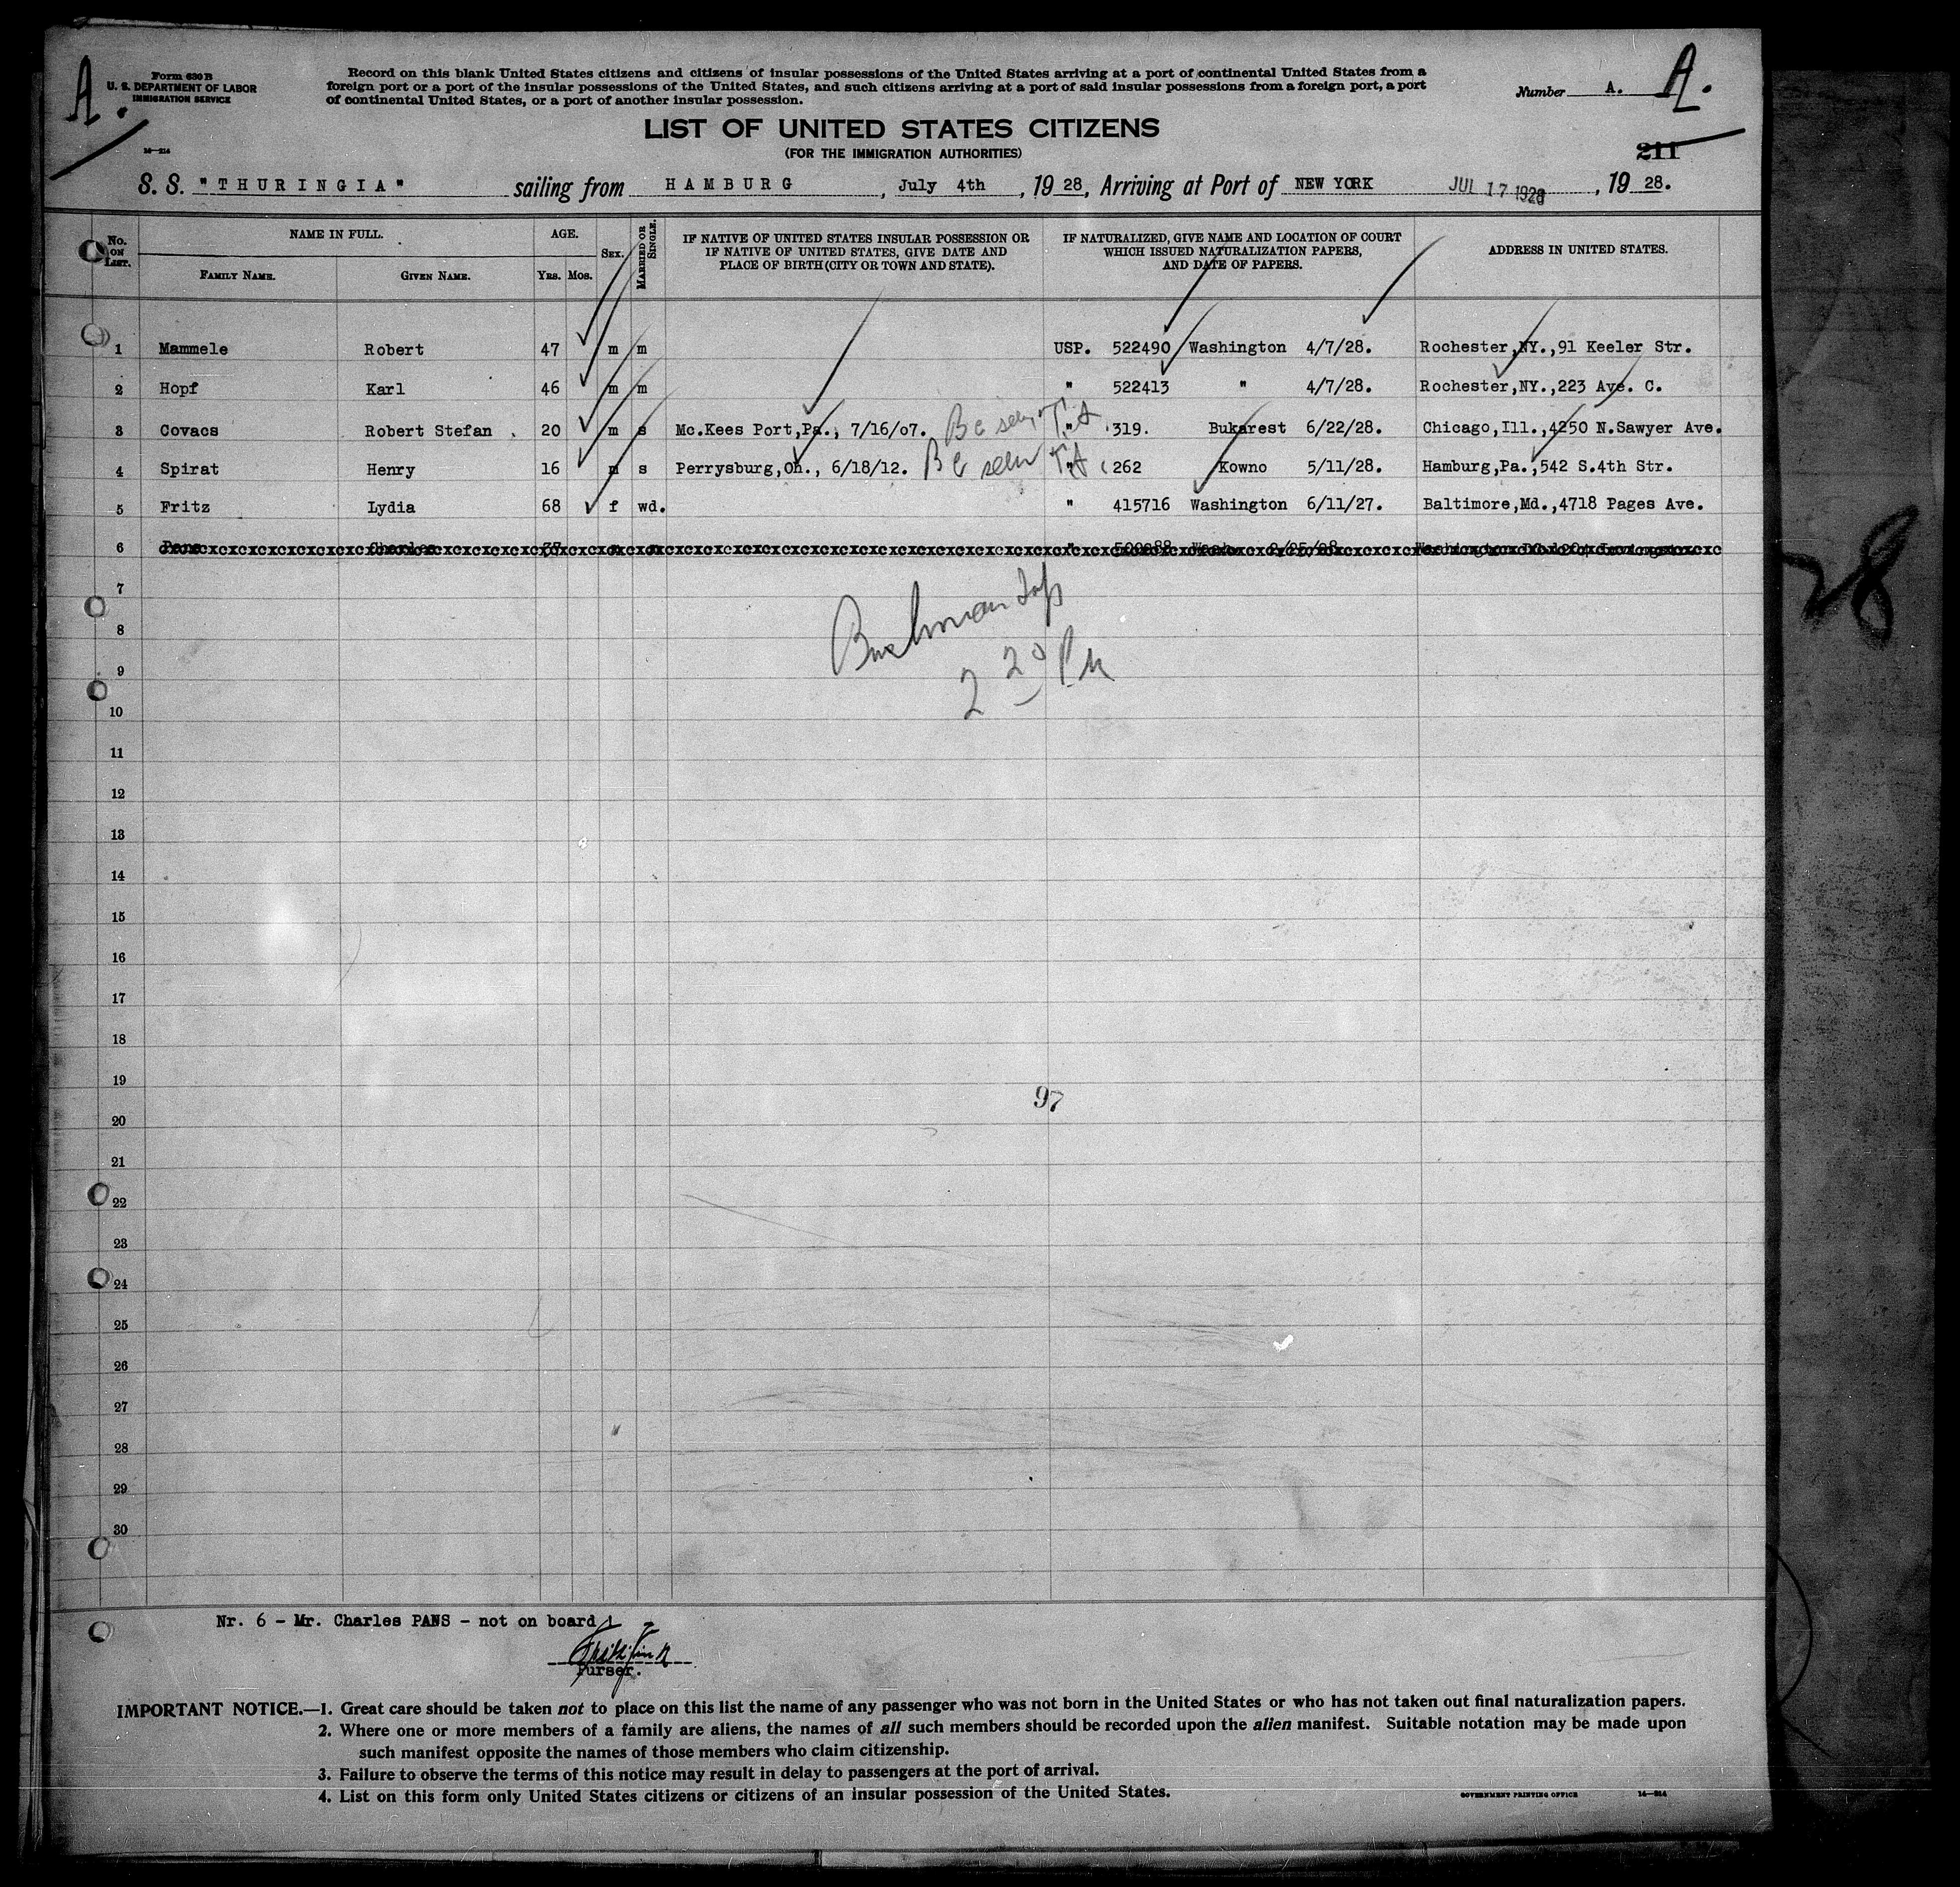 A.
Form 630 B
U. S. DEPARTMENT OF LABOR
IMMIGRATION SERVICE
14—214
Record on this blank United States citizens and citizens of insular possessions of the United States arriving at a port of continental United States from a
foreign port or a port of the insular possessions of the United States, and such citizens arriving at a port of said insular possessions from a foreign port, a port
of continental United States, or a port of another insular possession.
Number A. A.
LIST OF UNITED STATES CITIZENS
(FOR THE IMMIGRATION AUTHORITIES)
211
S. S. "THURINGIA" sailing from HAMBURG, July 4th, 1928, Arriving at Port of NEW YORK JUL 17 1928, 1928.
No. ON LIST. NAME IN FULL. FAMILY NAME. GIVEN NAME. AGE. YRS. MOS. SEX. MARRIED OR SINGLE. IF NATIVE OF UNITED STATES INSULAR POSSESSION OR IF NATIVE OF UNITED STATES, GIVE DATE AND PLACE OF BIRTH (CITY OR TOWN AND STATE). IF NATURALIZED, GIVE NAME AND LOCATION OF COURT WHICH ISSUED NATURALIZATION PAPERS, AND DATE OF PAPERS. ADDRESS IN UNITED STATES.
1 Mammele Robert 47 m m USP. 522490 Washington 4/7/28. Rochester,NY.,91 Keeler Str.
2 Hopf Karl 46 m m " 522413 " 4/7/28. Rochester,NY.,223 Ave. C.
3 Covacs Robert Stefan 20 m s Mc.Kees Port,Pa., 7/16/07. BC seen " 319. Bukarest 6/22/28. Chicago,Ill.,4250 N.Sawyer Ave.
4 Spirat Henry 16 m s Perrysburg,Oh., 6/18/12. BC seen " 262 Kowno 5/11/28. Hamburg,Pa.,542 S.4th Str.
5 Fritz Lydia 68 f wd. " 415716 Washington 6/11/27. Baltimore,Md.,4718 Pages Ave.
6 Pans Charles
7
8
9
2 20 PM
10
11
12
13
14
15
16
17
18
19
97
20
21
22
23
24
25
26
27
28
29
30
28
Nr. 6 - Mr. Charles PANS - not on board
Purser.
IMPORTANT NOTICE.—1. Great care should be taken not to place on this list the name of any passenger who was not born in the United States or who has not taken out final naturalization papers.
2. Where one or more members of a family are aliens, the names of all such members should be recorded upon the alien manifest. Suitable notation may be made upon
such manifest opposite the names of those members who claim citizenship.
3. Failure to observe the terms of this notice may result in delay to passengers at the port of arrival.
4. List on this form only United States citizens or citizens of an insular possession of the United States.
GOVERNMENT PRINTING OFFICE 14—214